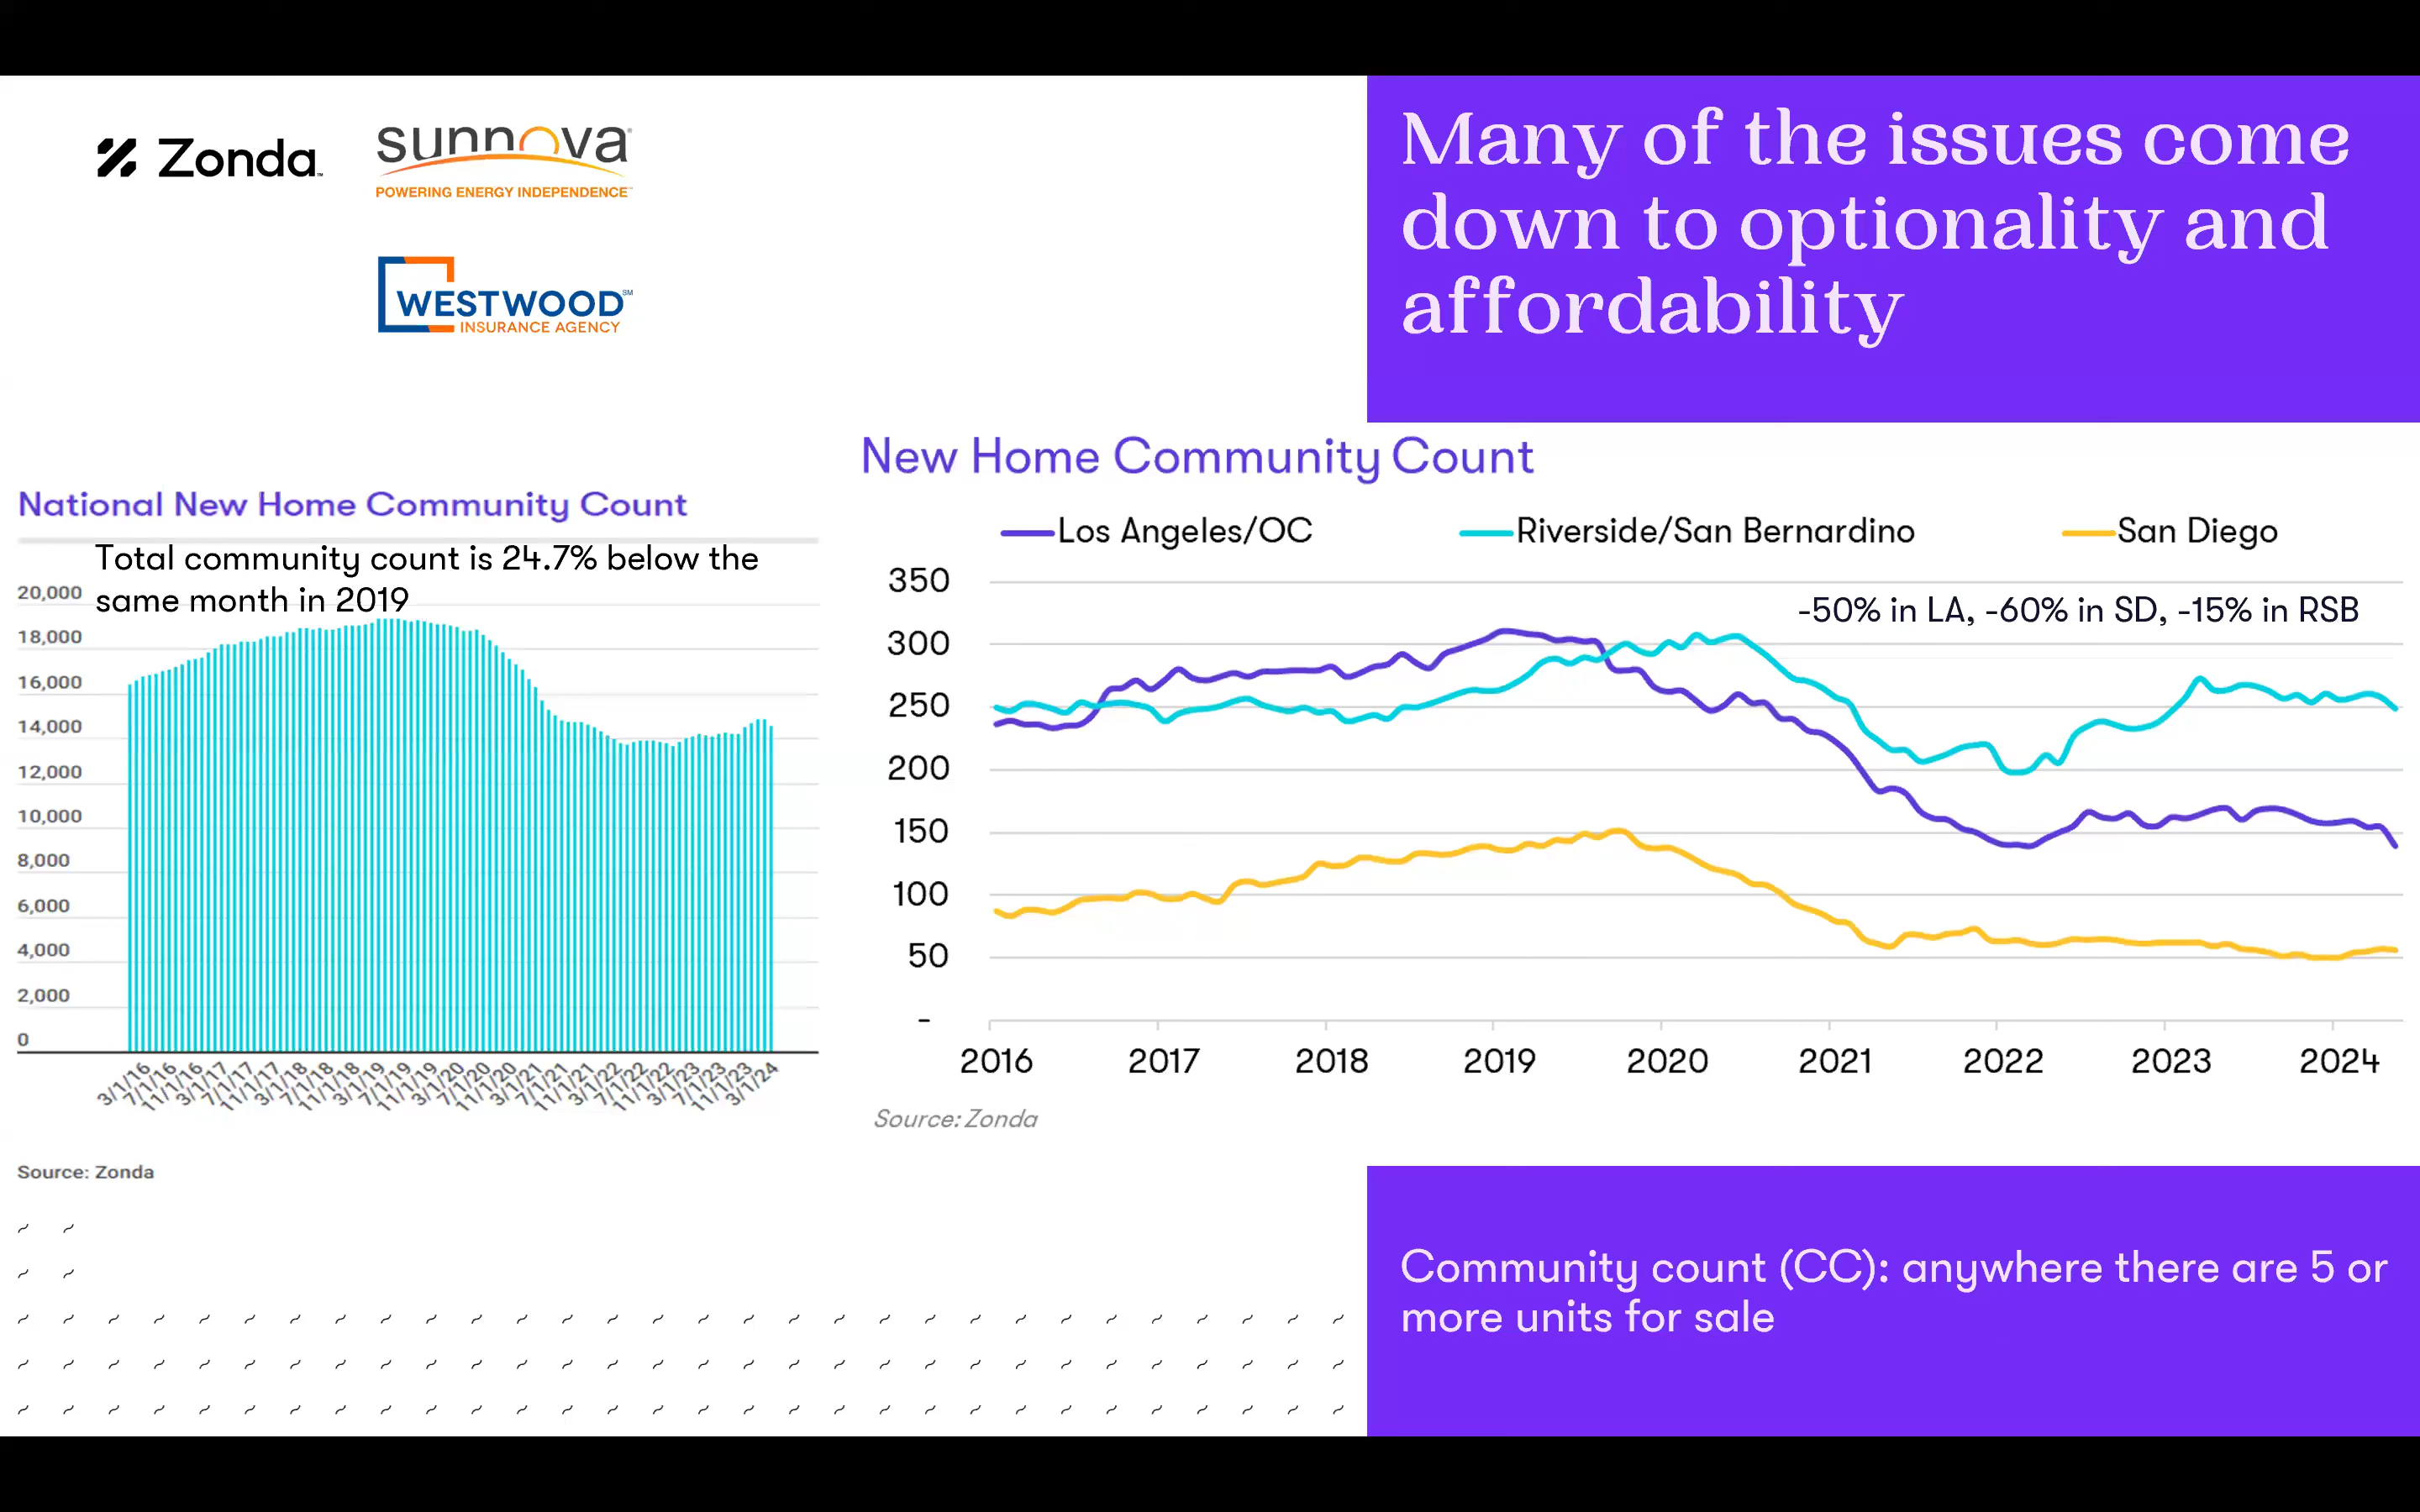 Zonda™
sunnova®
POWERING ENERGY INDEPENDENCE™
WESTWOOD℠
INSURANCE AGENCY
Many of the issues come
down to optionality and
affordability
National New Home Community Count
Total community count is 24.7% below the
same month in 2019
20,000
18,000
16,000
14,000
12,000
10,000
8,000
6,000
4,000
2,000
0
3/1/16
7/1/16
11/1/16
3/1/17
7/1/17
11/1/17
3/1/18
7/1/18
11/1/18
3/1/19
7/1/19
11/1/19
3/1/20
7/1/20
11/1/20
3/1/21
7/1/21
11/1/21
3/1/22
7/1/22
11/1/22
3/1/23
7/1/23
11/1/23
3/1/24
Source: Zonda
New Home Community Count
Los Angeles/OC
Riverside/San Bernardino
San Diego
-50% in LA, -60% in SD, -15% in RSB
350
300
250
200
150
100
50
-
2016
2017
2018
2019
2020
2021
2022
2023
2024
Source: Zonda
Community count (CC): anywhere there are 5 or
more units for sale